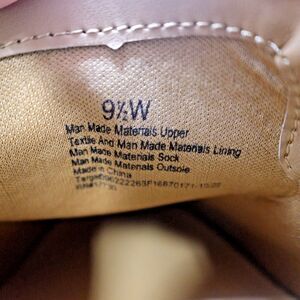 9½W
Man Made Materials Upper
Textile And Man Made Materials Lining
Man Made Materials Sock
Man Made Materials Outsole
Made in China